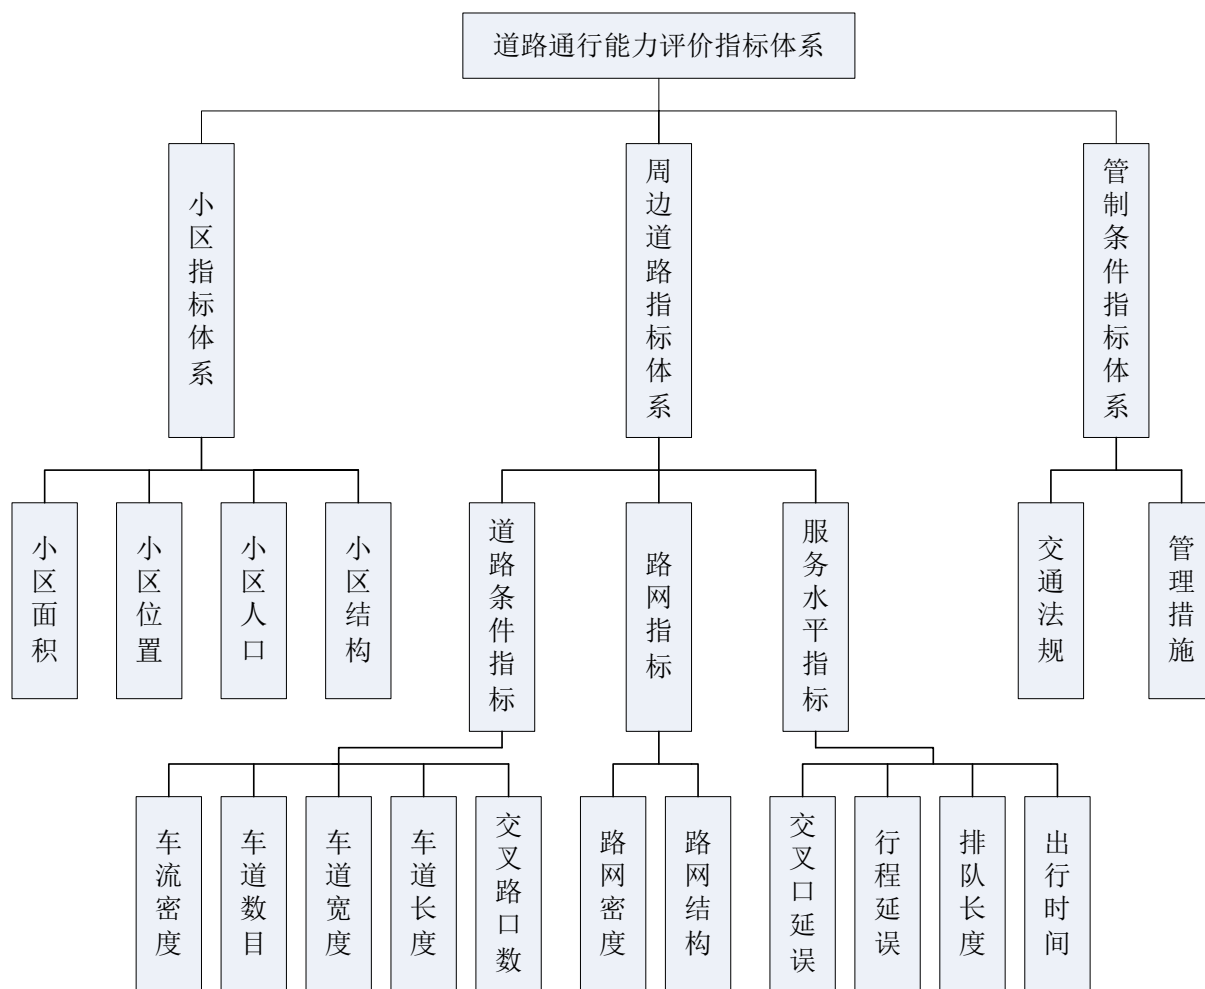 道路通行能力评价指标体系
小区指标体系
周边道路指标体系
管制条件指标体系
小区面积
小区位置
小区人口
小区结构
道路条件指标
路网指标
服务水平指标
交通法规
管理措施
车流密度
车道数目
车道宽度
车道长度
交叉路口数
路网密度
路网结构
交叉口延误
行程延误
排队长度
出行时间